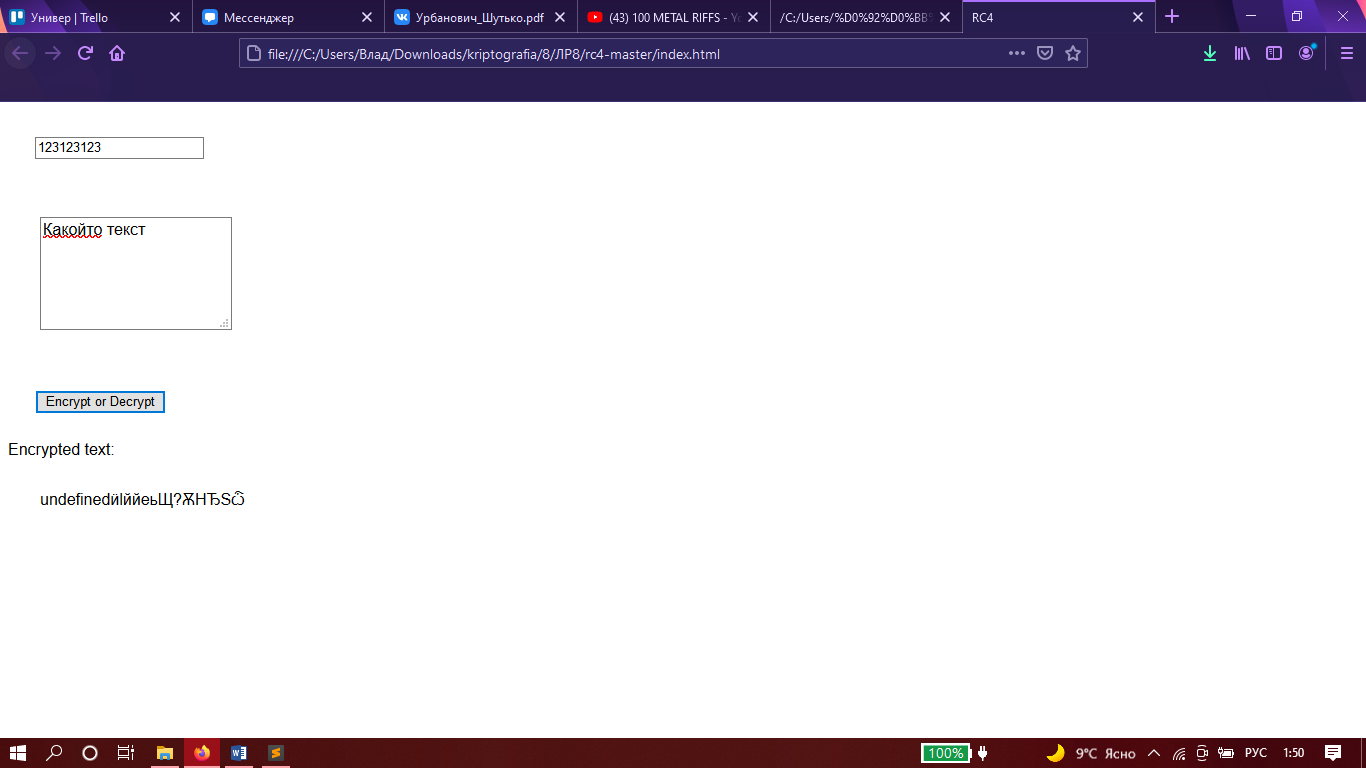 Универ | Trello
Мессенджер
Урбанович_Шутько.pdf
(43) 100 METAL RIFFS - Yo
/C:/Users/%D0%92%D0%BB%
RC4
file:///C:/Users/Влад/Downloads/kriptografia/8/ЛР8/rc4-master/index.html
123123123
Какойто текст
Encrypt or Decrypt
Encrypted text:
100%
9°C Ясно
РУС
1:50